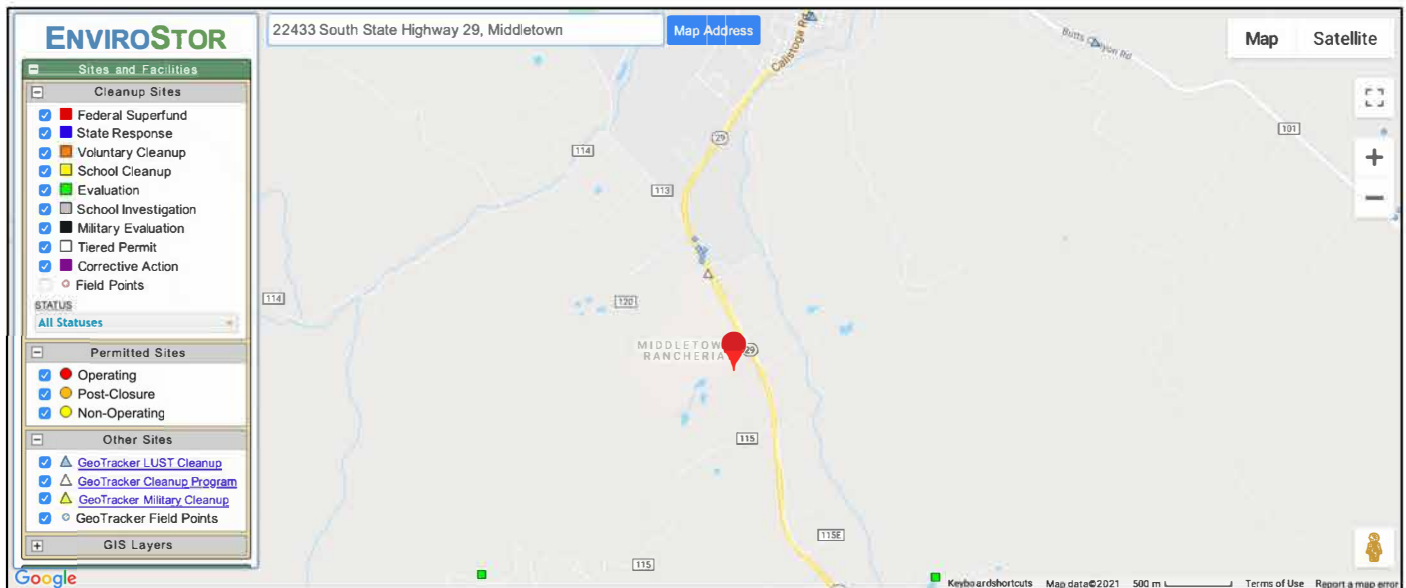 ENVIROSTOR
Sites and Facilities
Cleanup Sites
Federal Superfund
State Response
Voluntary Cleanup
School Cleanup
Evaluation
School Investigation
Military Evaluation
Tiered Permit
Corrective Action
Field Points
STATUS
All Statuses
Permitted Sites
Operating
Post-Closure
Non-Operating
Other Sites
GeoTracker LUST Cleanup
GeoTracker Cleanup Program
GeoTracker Military Cleanup
GeoTracker Field Points
GIS Layers
Google
22433 South State Highway 29, Middletown
Map Address
Map
Satellite
Calistoga Rd
Butts Canyon Rd
29
101
114
113
114
120
MIDDLETOWN
RANCHERIA
29
115
115E
115
Keyboardshortcuts
Map data©2021
500 m
Terms of Use
Report a map error